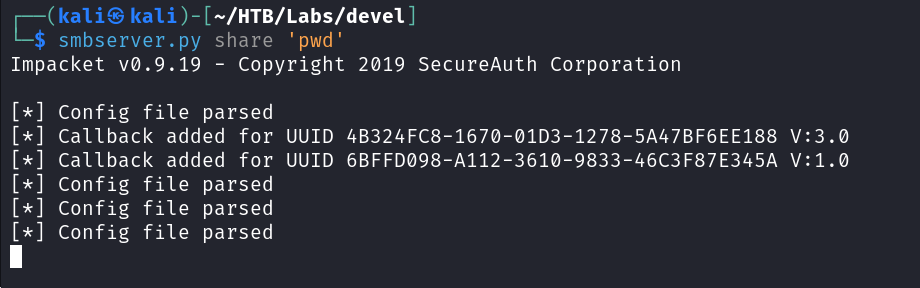 ┌──(kali㉿kali)-[~/HTB/Labs/devel]
└─$ smbserver.py share 'pwd'
Impacket v0.9.19 - Copyright 2019 SecureAuth Corporation
[*] Config file parsed
[*] Callback added for UUID 4B324FC8-1670-01D3-1278-5A47BF6EE188 V:3.0
[*] Callback added for UUID 6BFFD098-A112-3610-9833-46C3F87E345A V:1.0
[*] Config file parsed
[*] Config file parsed
[*] Config file parsed